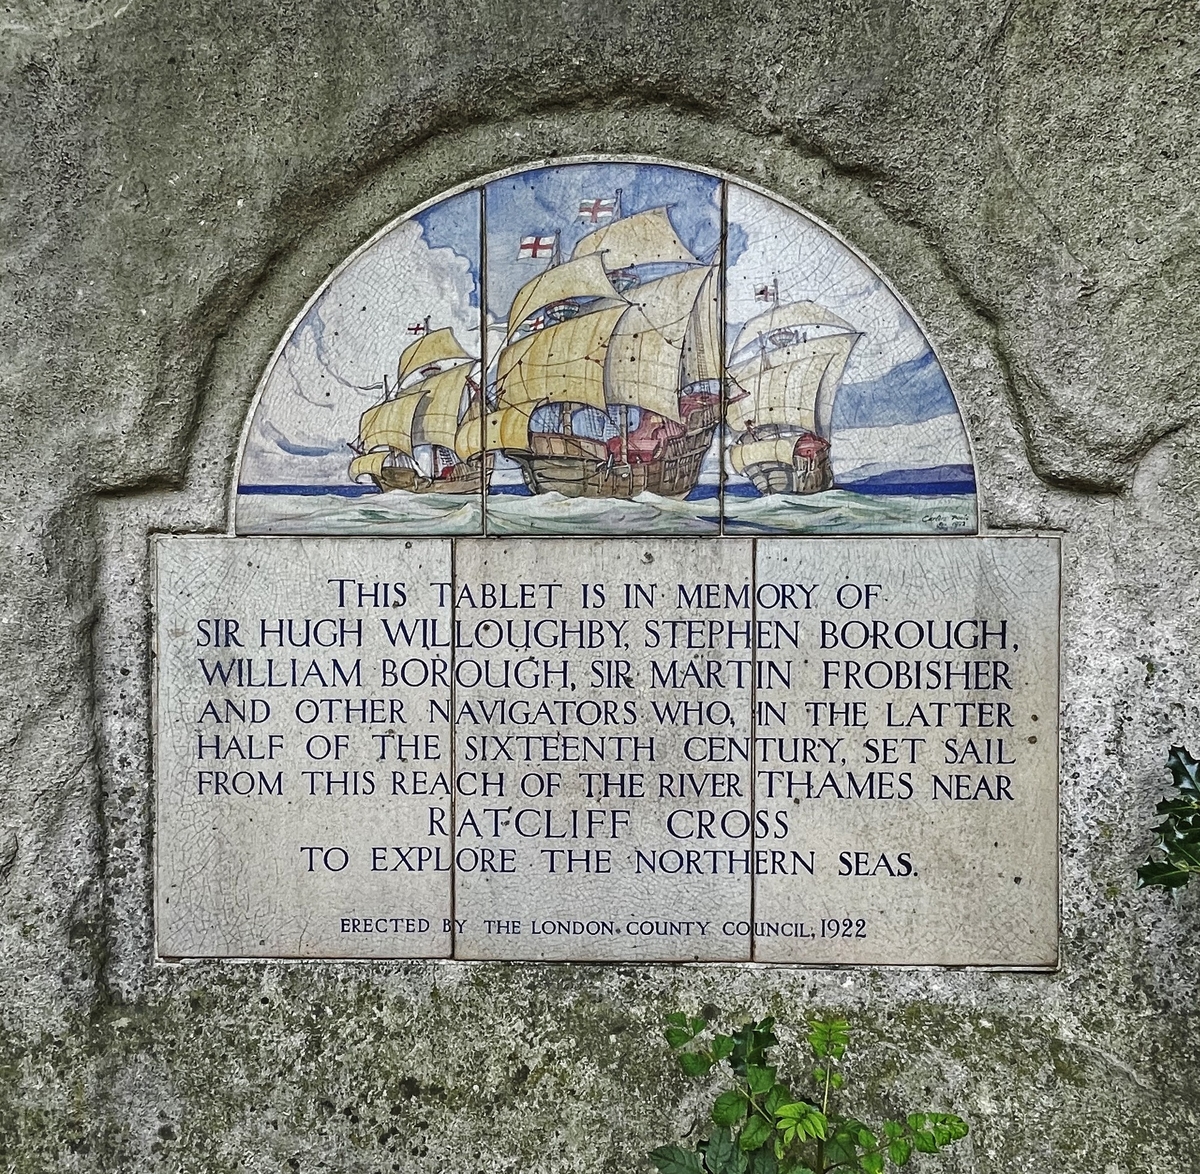 THIS TABLET IS IN MEMORY OF
SIR HUGH WILLOUGHBY, STEPHEN BOROUGH,
WILLIAM BOROUGH, SIR MARTIN FROBISHER
AND OTHER NAVIGATORS WHO, IN THE LATTER
HALF OF THE SIXTEENTH CENTURY, SET SAIL
FROM THIS REACH OF THE RIVER THAMES NEAR
RATCLIFF CROSS
TO EXPLORE THE NORTHERN SEAS.
ERECTED BY THE LONDON COUNTY COUNCIL, 1922